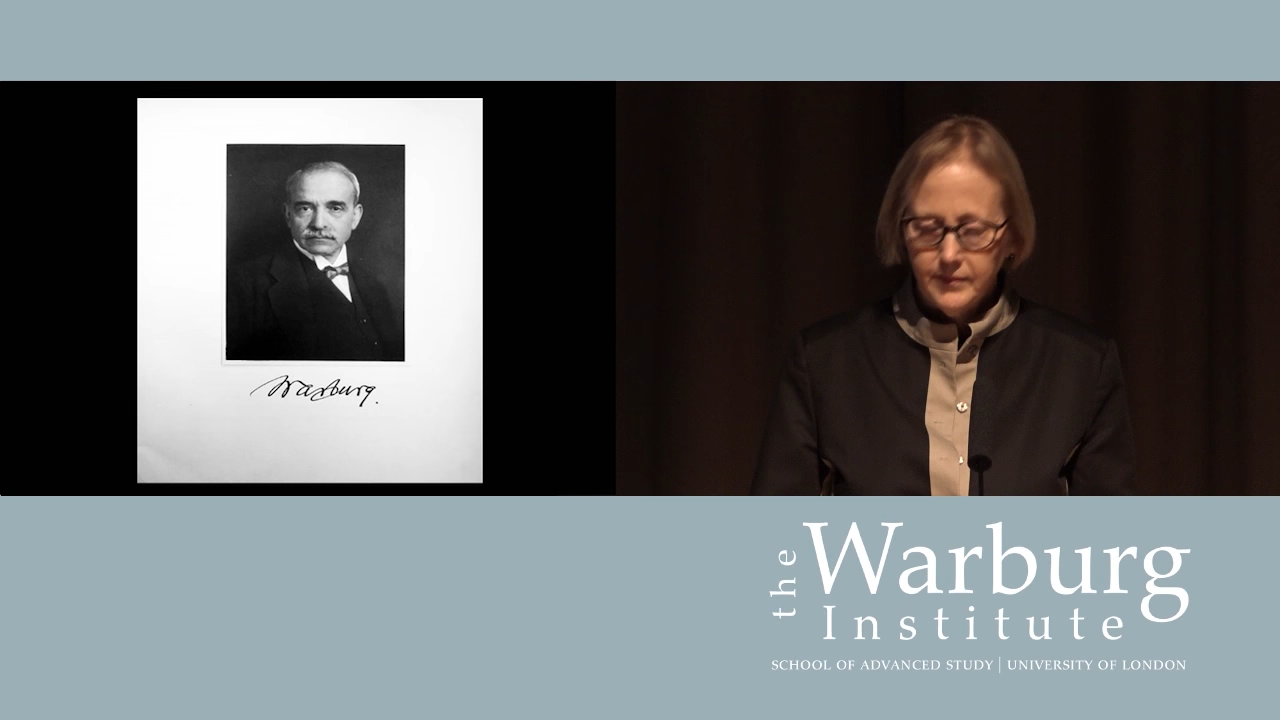 Warburg.
the Warburg
Institute
SCHOOL OF ADVANCED STUDY | UNIVERSITY OF LONDON